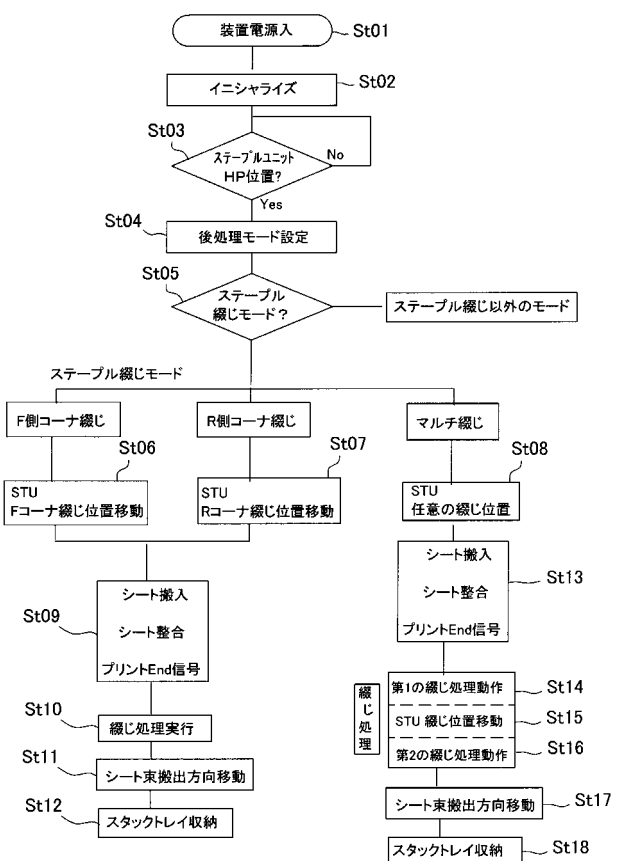 装置電源入
St01
イニシャライズ
St02
St03
ステープルユニット
HP位置?
No
Yes
St04
後処理モード設定
St05
ステープル
綴じモード?
ステープル綴じ以外のモード
ステープル綴じモード
F側コーナ綴じ
R側コーナ綴じ
マルチ綴じ
St06
STU
Fコーナ綴じ位置移動
St07
STU
Rコーナ綴じ位置移動
St08
STU
任意の綴じ位置
St09
シート搬入
シート整合
プリントEnd信号
St13
シート搬入
シート整合
プリントEnd信号
St10
綴じ処理実行
St11
シート束搬出方向移動
St12
スタックトレイ収納
綴じ処理
第1の綴じ処理動作
St14
STU 綴じ位置移動
St15
第2の綴じ処理動作
St16
シート束搬出方向移動
St17
スタックトレイ収納
St18